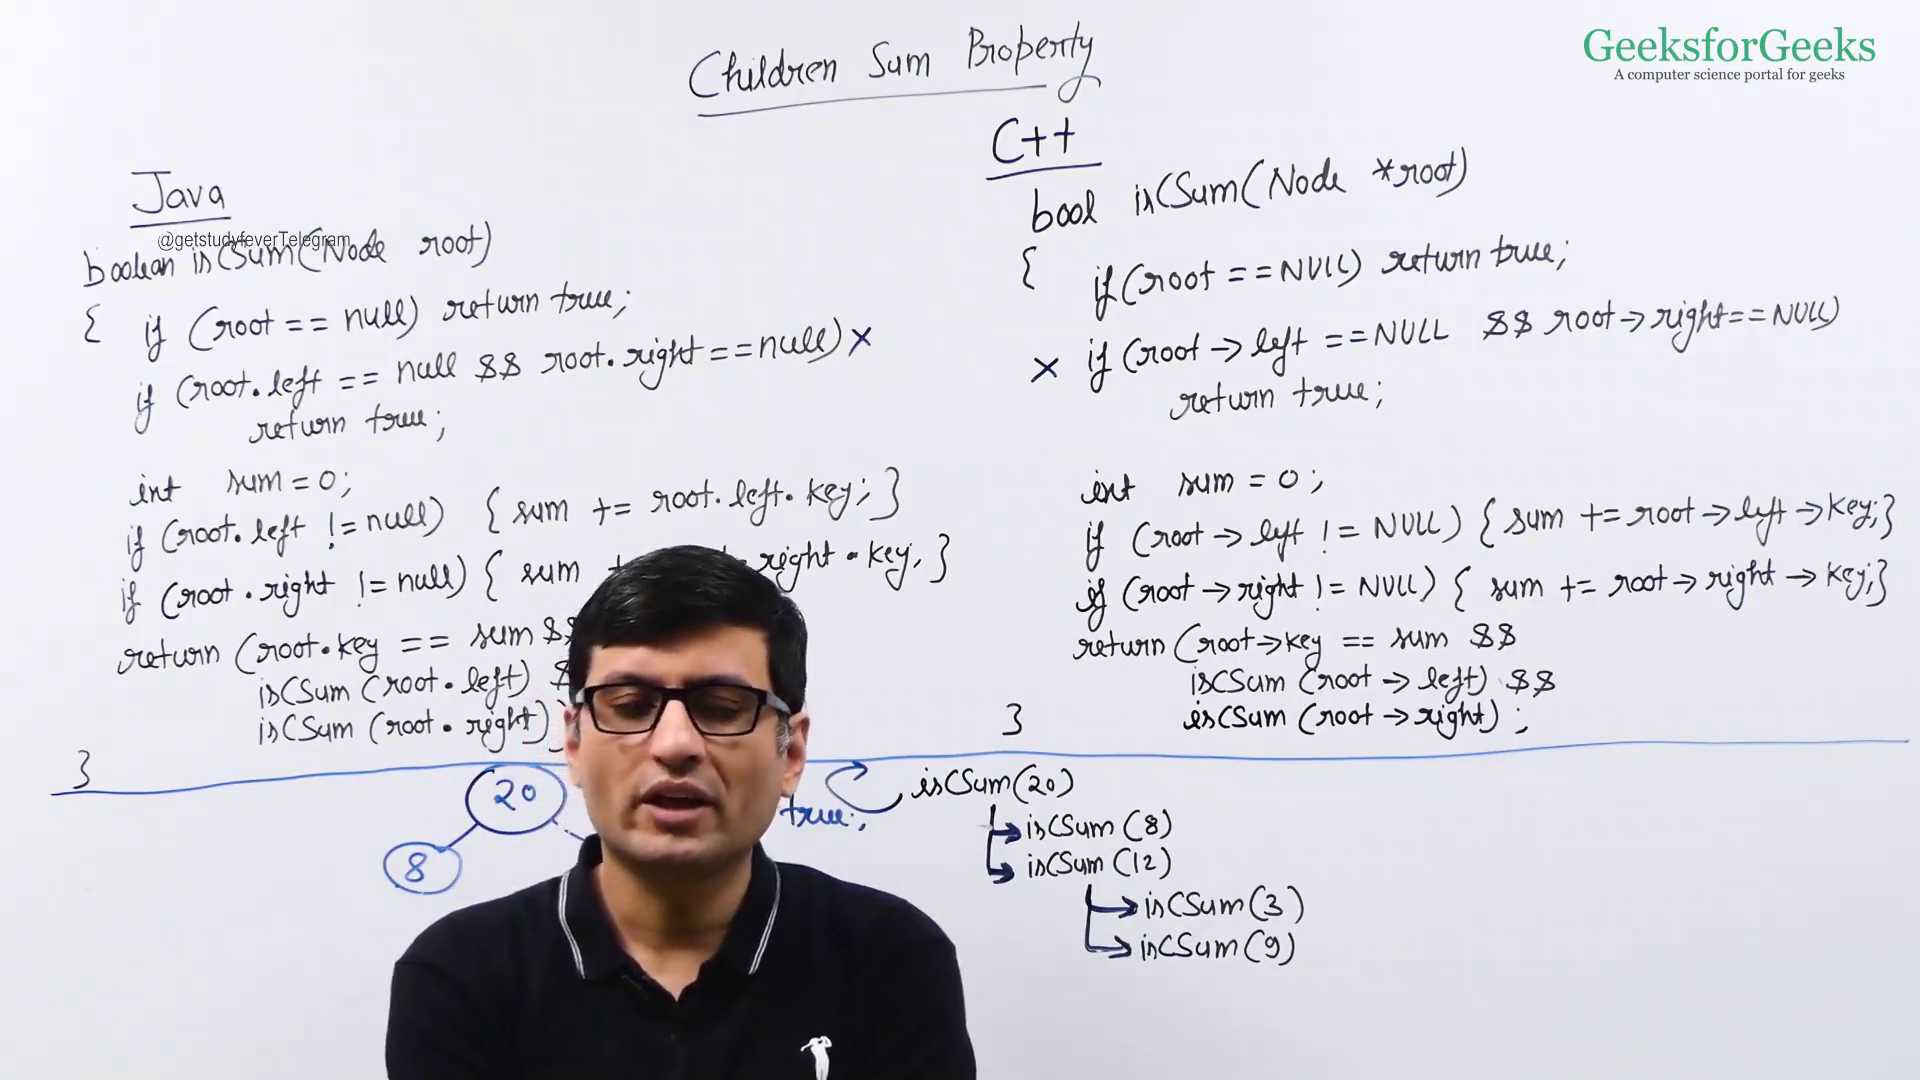 Children Sum Property
GeeksforGeeks
A computer science portal for geeks
Java
@getstudyfeverTelegram
boolean isCSum(Node root)
{ if (root == null) return true;
if (root.left == null && root.right == null) X
return true;
int sum = 0;
if (root.left != null) { sum += root.left.key; }
if (root.right != null) { sum + right.key; }
return (root.key == sum &&
isCSum (root.left) &
isCSum (root.right)
}
C++
bool isCSum(Node *root)
{ if (root == NULL) return true;
X if (root -> left == NULL && root -> right == NULL)
return true;
int sum = 0;
if (root -> left != NULL) { sum += root -> left -> key; }
if (root -> right != NULL) { sum += root -> right -> key; }
return (root -> key == sum &&
isCSum (root -> left) &&
isCSum (root -> right) ;
}
20
8
true;
isCSum(20)
isCSum (8)
isCSum (12)
isCSum (3)
isCSum (9)